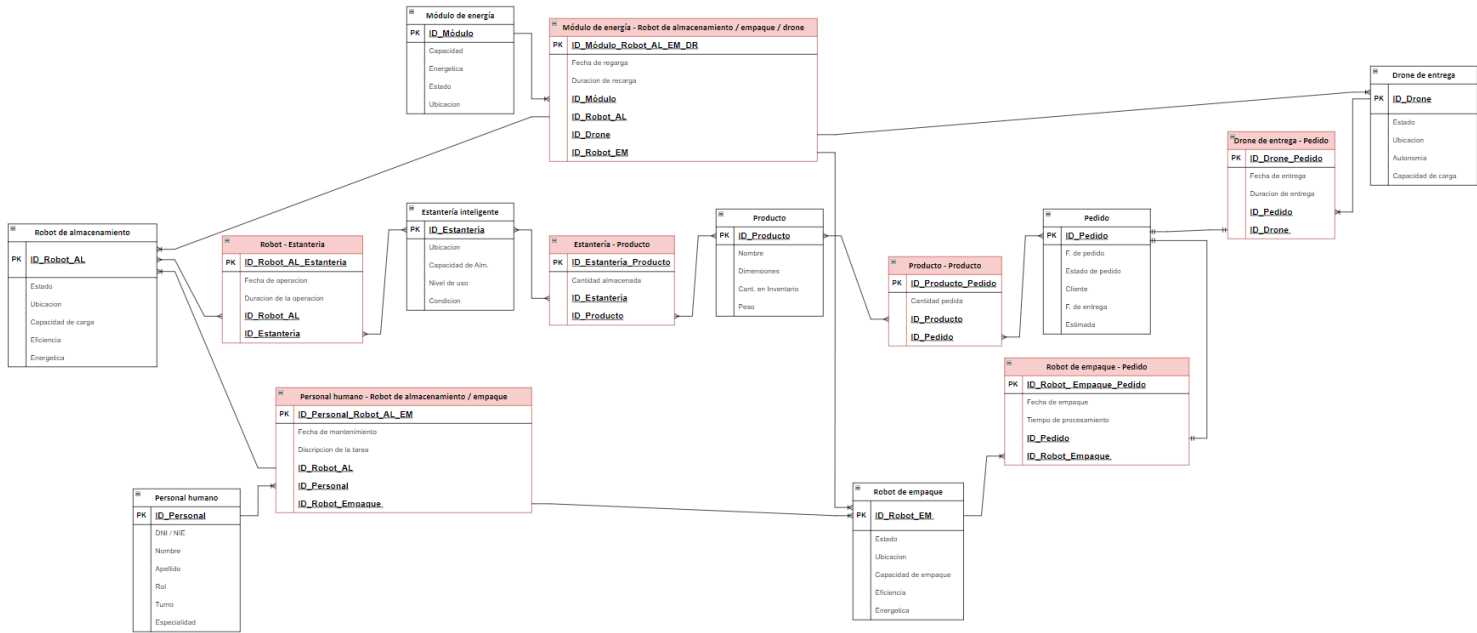 Módulo de energía
PK ID_Módulo
Capacidad
Energetica
Estado
Ubicacion
Módulo de energía - Robot de almacenamiento / empaque / drone
PK ID_Módulo_Robot_AL_EM_DR
Fecha de regarga
Duracion de recarga
ID_Módulo
ID_Robot_AL
ID_Drone
ID_Robot_EM
Drone de entrega
PK ID_Drone
Estado
Ubicacion
Autonomia
Capacidad de carga
Drone de entrega - Pedido
PK ID_Drone_Pedido
Fecha de entrega
Duracion de entrega
ID_Pedido
ID_Drone
Robot de almacenamiento
PK ID_Robot_AL
Estado
Ubicacion
Capacidad de carga
Eficiencia
Energetica
Robot - Estanteria
PK ID_Robot_AL_Estanteria
Fecha de operacion
Duracion de la operacion
ID_Robot_AL
ID_Estanteria
Estantería inteligente
PK ID_Estanteria
Ubicacion
Capacidad de Alm.
Nivel de uso
Condicion
Estantería - Producto
PK ID_Estanteria_Producto
Cantidad almacenada
ID_Estanteria
ID_Producto
Producto
PK ID_Producto
Nombre
Dimensiones
Cant. en Inventario
Peso
Producto - Producto
PK ID_Producto_Pedido
Cantidad pedida
ID_Producto
ID_Pedido
Pedido
PK ID_Pedido
F. de pedido
Estado de pedido
Cliente
F. de entrega
Estimada
Robot de empaque - Pedido
PK ID_Robot_ Empaque_Pedido
Fecha de empaque
Tiempo de procesamiento
ID_Pedido
ID_Robot_Empaque
Personal humano - Robot de almacenamiento / empaque
PK ID_Personal_Robot_AL_EM
Fecha de mantenimiento
Discripcion de la tarea
ID_Robot_AL
ID_Personal
ID_Robot_Empaque
Personal humano
PK ID_Personal
DNI / NIE
Nombre
Apellido
Rol
Turno
Especialidad
Robot de empaque
PK ID_Robot_EM
Estado
Ubicacion
Capacidad de empaque
Eficiencia
Energetica